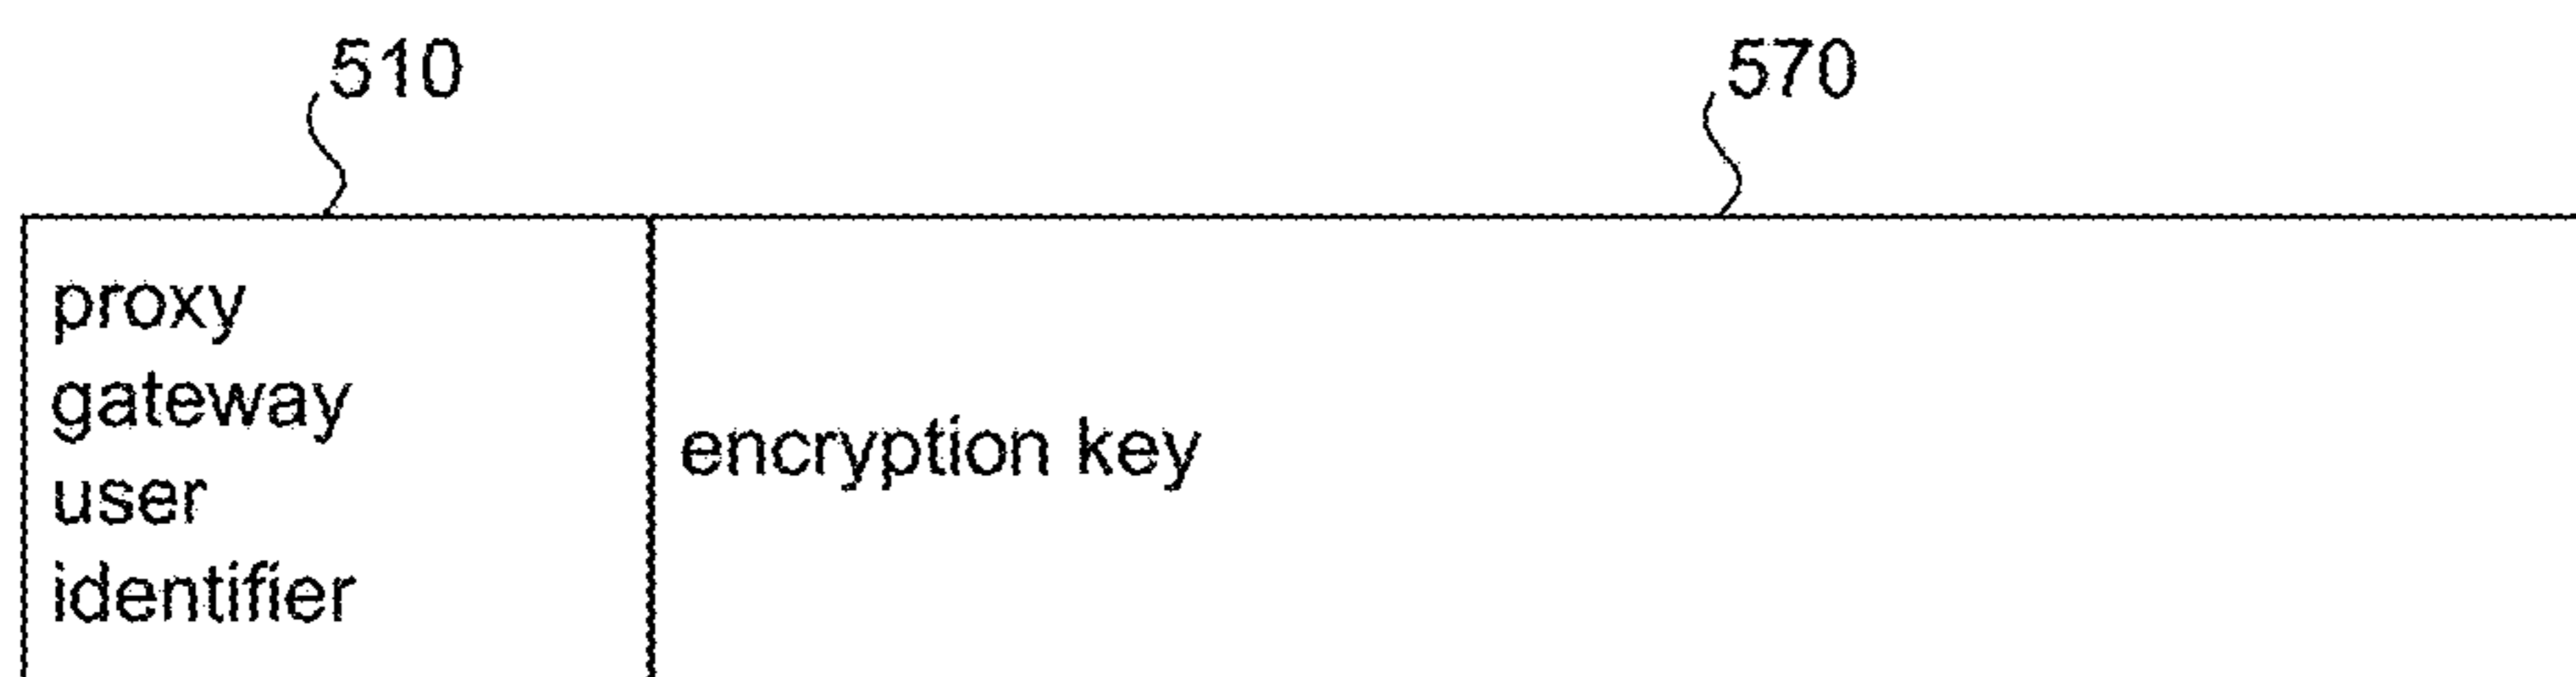 510
570
proxy
gateway
user
identifier
encryption key